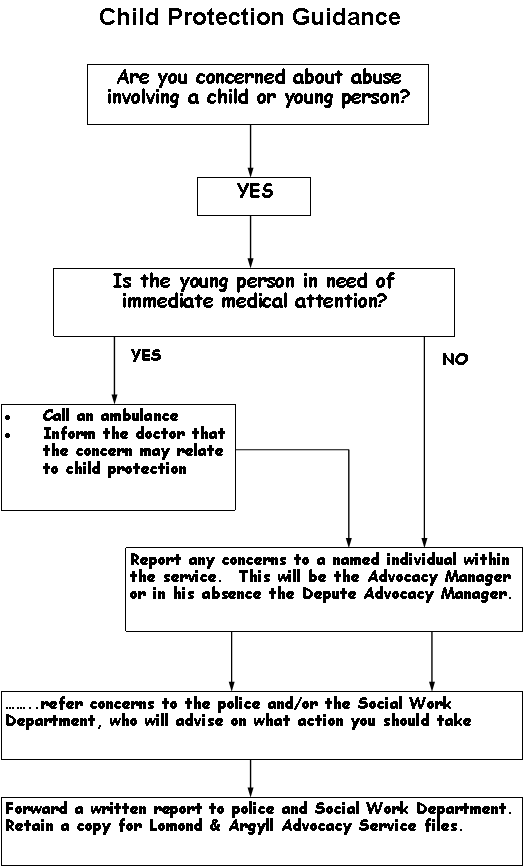 Child Protection Guidance
Are you concerned about abuse
involving a child or young person?
YES
Is the young person in need of
immediate medical attention?
YES
NO
• Call an ambulance
• Inform the doctor that
the concern may relate
to child protection
Report any concerns to a named individual within
the service. This will be the Advocacy Manager
or in his absence the Depute Advocacy Manager.
……..refer concerns to the police and/or the Social Work
Department, who will advise on what action you should take
Forward a written report to police and Social Work Department.
Retain a copy for Lomond & Argyll Advocacy Service files.